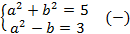 {a² + b² = 5
a² − b = 3 (−)